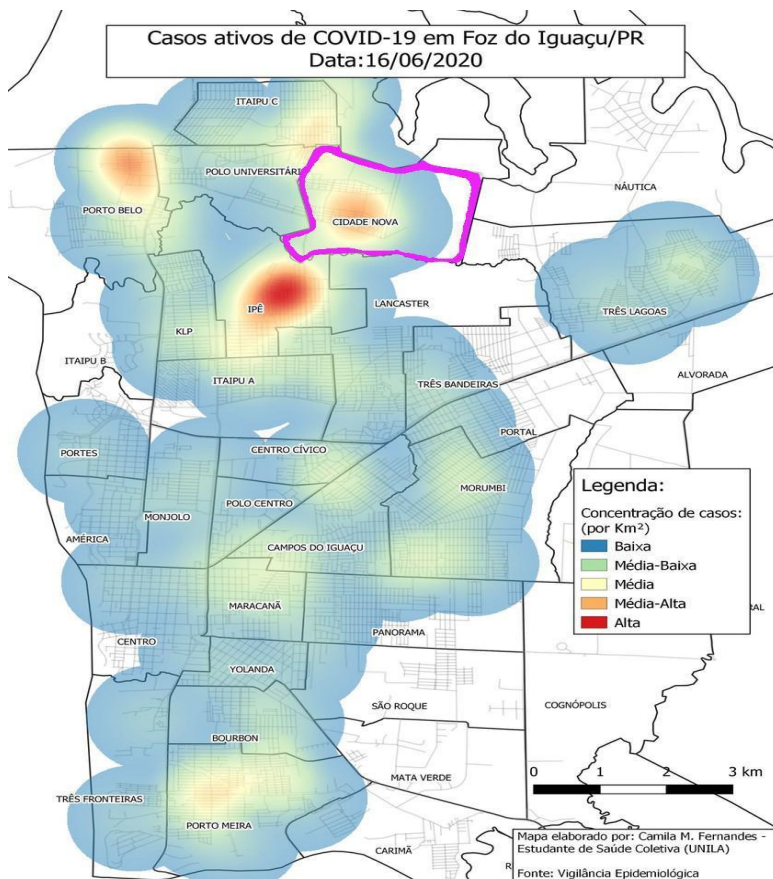 Casos ativos de COVID-19 em Foz do Iguaçu/PR
Data:16/06/2020
ITAIPU C
POLO UNIVERSITÁRI
NÁUTICA
PORTO BELO
CIDADE NOVA
IPÊ
LANCASTER
TRÊS LAGOAS
KLP
ITAIPU B
ITAIPU A
ALVORADA
TRÊS BANDEIRAS
PORTAL
PORTES
CENTRO CÍVICO
MORUMBI
POLO CENTRO
MONJOLO
AMÉRICA
CAMPOS DO IGUAÇU
MARACANÃ
PANORAMA
CENTRO
YOLANDA
SÃO ROQUE
COGNÓPOLIS
BOURBON
MATA VERDE
TRÊS FRONTEIRAS
PORTO MEIRA
CARIMÃ
Legenda:
Concentração de casos:
(por Km²)
Baixa
Média-Baixa
Média
Média-Alta
Alta
RAL
0 1 2 3 km
R
Mapa elaborado por: Camila M. Fernandes -
Estudante de Saúde Coletiva (UNILA)
Fonte: Vigilância Epidemiológica